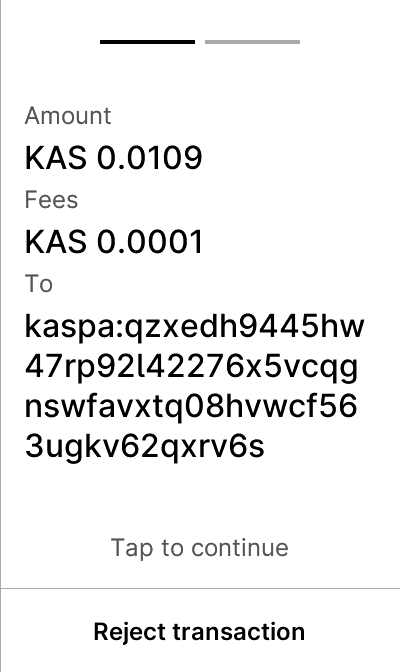 Amount
KAS 0.0109
Fees
KAS 0.0001
To
kaspa:qzxedh9445hw
47rp92l42276x5vcqg
nswfavxtq08hvwcf56
3ugkv62qxrv6s
Tap to continue
Reject transaction